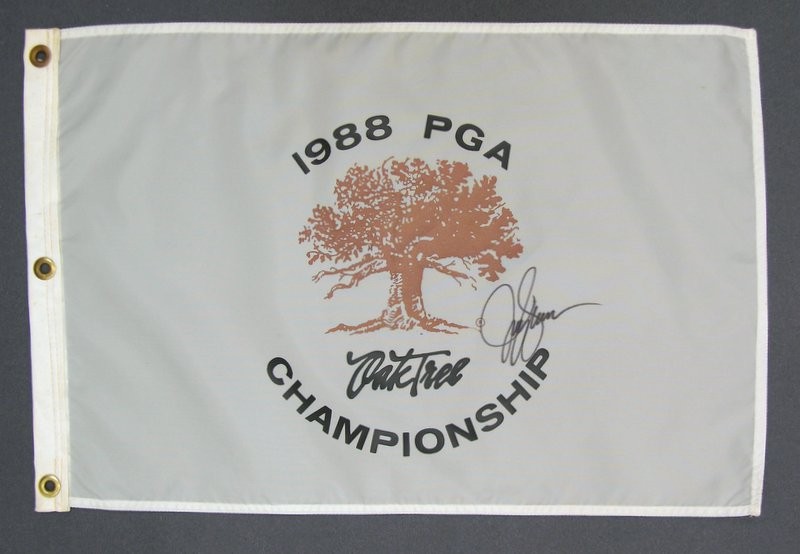 1988 PGA
Oak Tree
CHAMPIONSHIP